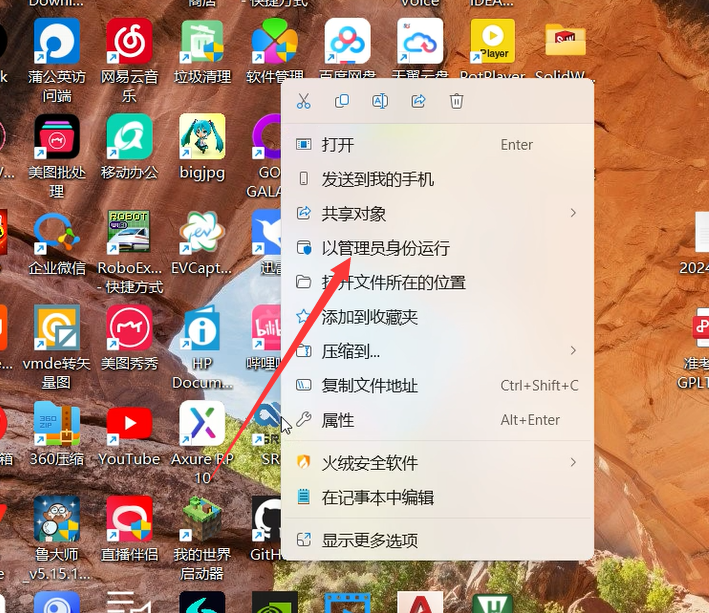 Downl...
商店
- 快捷方式
Voice
IDEA...
蒲公英访
问端
网易云音
乐
垃圾清理
软件管理
百度网盘
天翼云盘
PotPlayer
SolidW...
Player
SW
美图批处
理
移动办公
bigjpg
GO
GALA
企业微信
ROBOT
RoboEx...
- 快捷方式
EVCapt...
迅雷
2024
vmde转矢
量图
美图秀秀
HP
Docum...
bili
哔哩
准考
GPLT
箱
360
ZIP
360压缩
YouTube
Axure RP
10
SR
鲁大师
_v5.15.1...
直播伴侣
我的世界
启动器
GitH
打开
Enter
发送到我的手机
共享对象
以管理员身份运行
打开文件所在的位置
添加到收藏夹
压缩到...
复制文件地址
Ctrl+Shift+C
属性
Alt+Enter
火绒安全软件
在记事本中编辑
显示更多选项